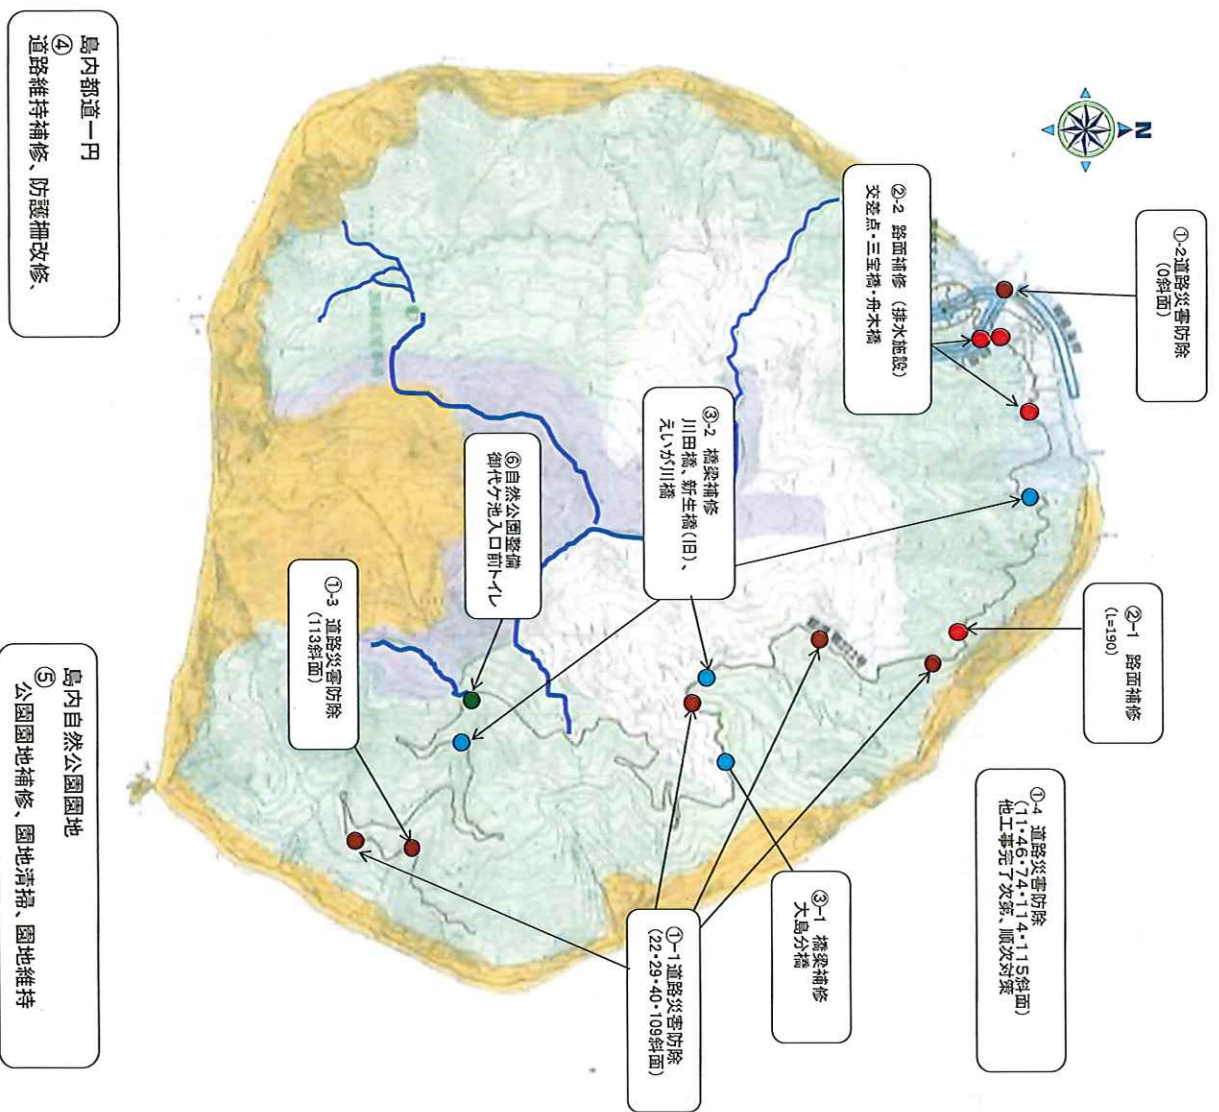 N
①-2道路災害防除
(0斜面)
②-2 路面補修 (排水施設)
交差点・三宝橋・舟木橋
②-1 路面補修
(L=190)
①-4 道路災害防除
(11・46・74・114・115斜面)
他工事完了次第、順次対策
③-2 橋梁補修
川田橋、新生橋(旧)、
えいが川橋
③-1 橋梁補修
大島分橋
①-1道路災害防除
(22・29・40・109斜面)
⑥自然公園整備
御代ケ池入口前トイレ
①-3 道路災害防除
(113斜面)
島内都道一円
④
道路維持補修、防護柵改修、
島内自然公園園地
⑤
公園園地補修、園地清掃、園地維持